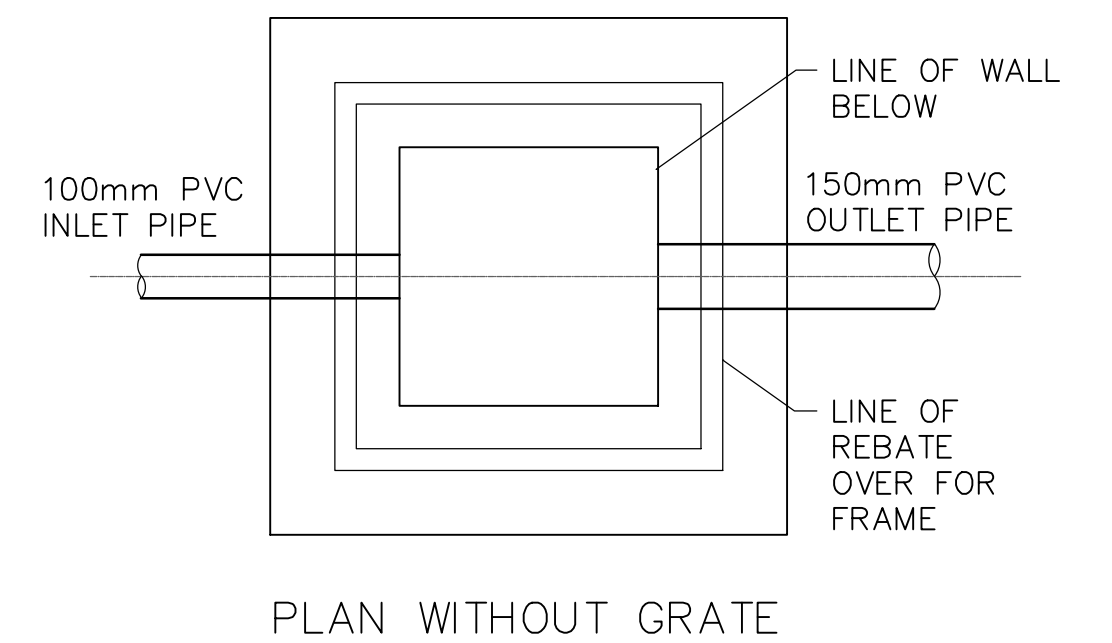 LINE OF WALL
BELOW
100mm PVC
INLET PIPE
150mm PVC
OUTLET PIPE
LINE OF
REBATE
OVER FOR
FRAME
PLAN WITHOUT GRATE